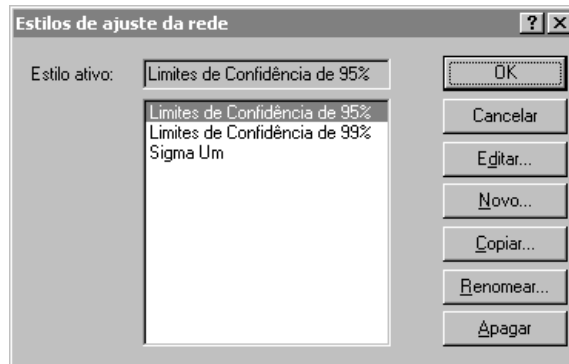 Estilos de ajuste da rede
Estilo ativo:
Limites de Confidência de 95%
Limites de Confidência de 95%
Limites de Confidência de 99%
Sigma Um
OK
Cancelar
Editar...
Novo...
Copiar...
Renomear...
Apagar